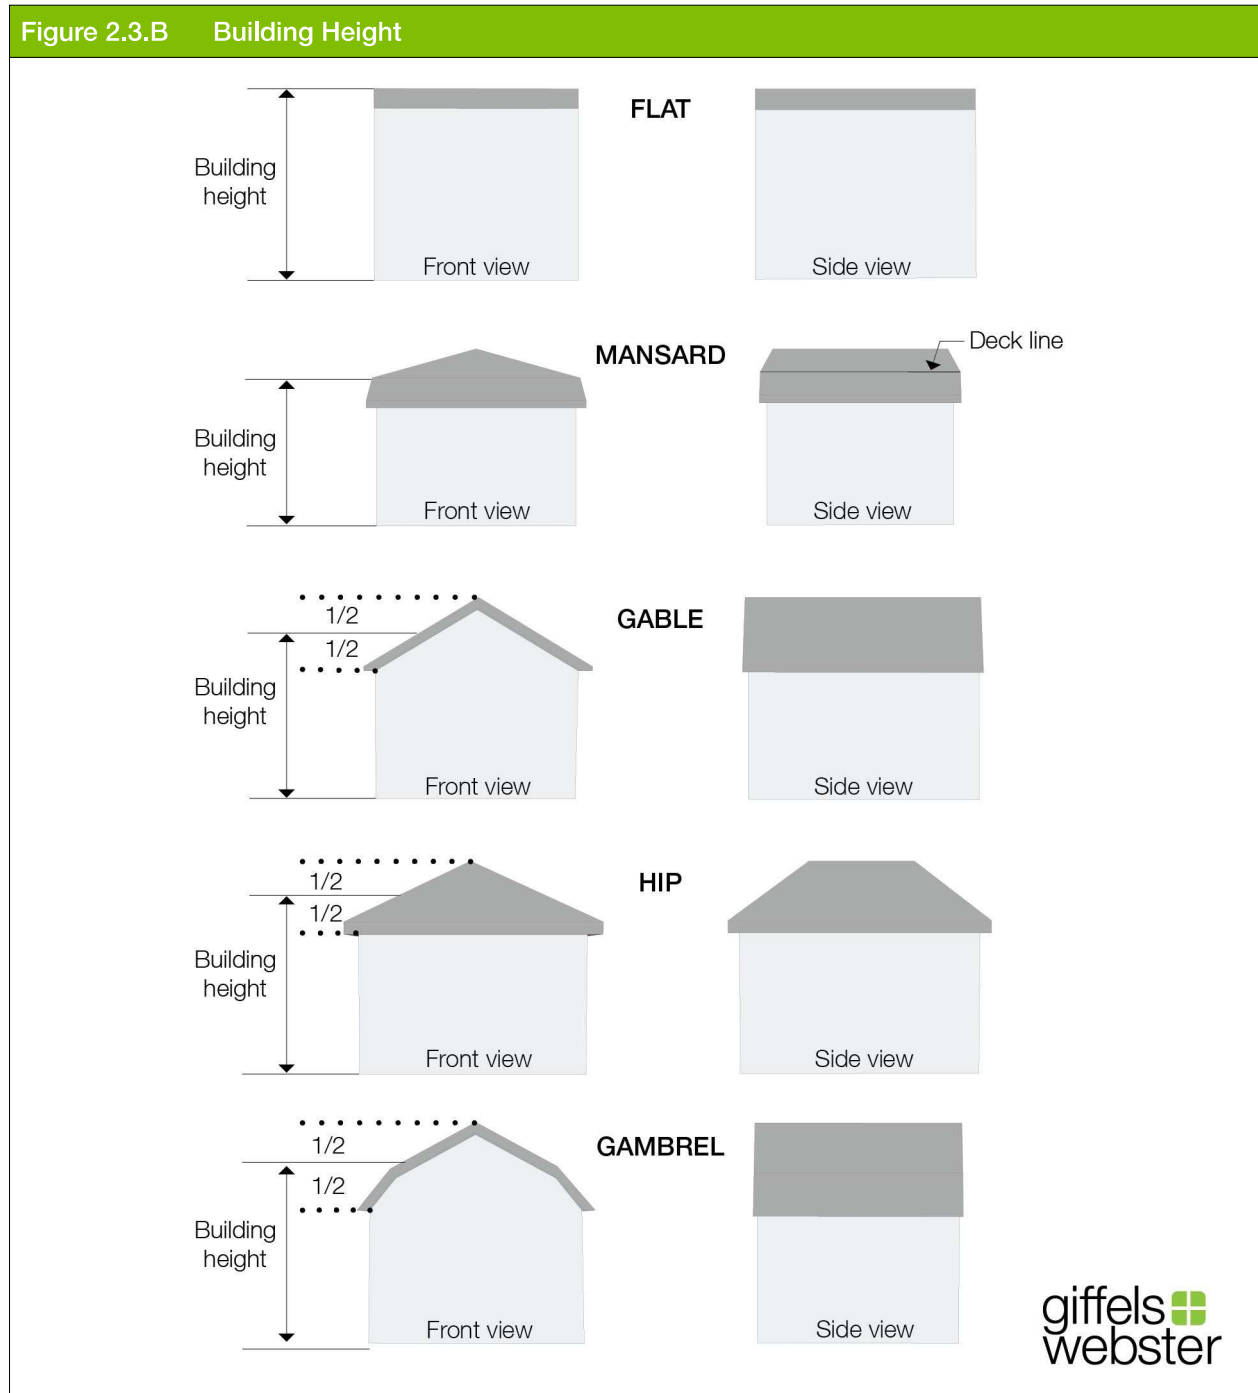 Figure 2.3.B Building Height
FLAT
Building
height
Front view
Side view
MANSARD
Deck line
Building
height
Front view
Side view
1/2
GABLE
1/2
Building
height
Front view
Side view
1/2
HIP
1/2
Building
height
Front view
Side view
1/2
GAMBREL
1/2
Building
height
Front view
Side view
giffels
webster